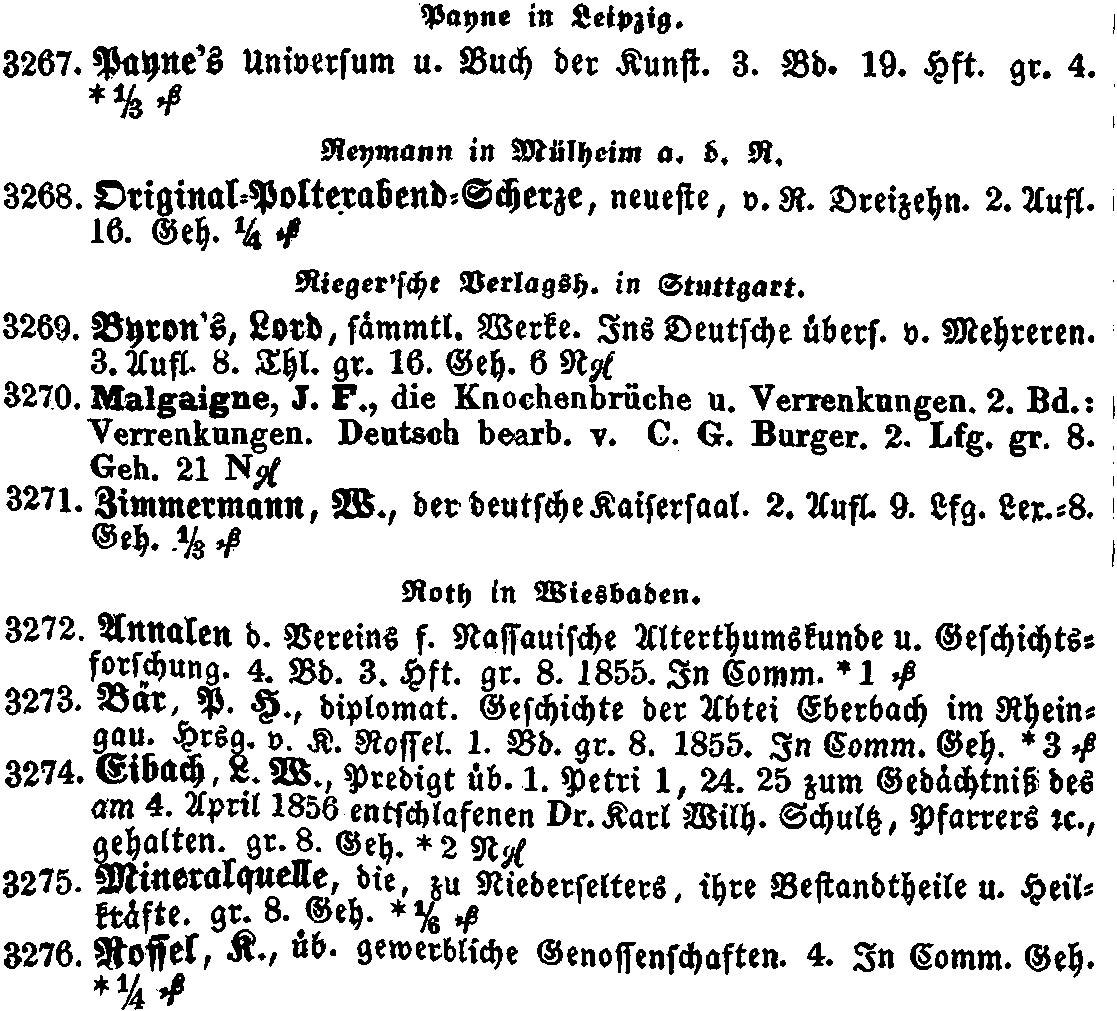 Payne in Leipzig.
3267. Payne's Universum u. Buch der Kunst. 3. Bd. 19. Hft. gr. 4.
* 1/3 ₰
Reymann in Mülheim a. d. R.
3268. Original-Polterabend-Scherze, neueste, v. R. Dreizehn. 2. Aufl.
16. Geh. 1/4 ₰
Rieger'sche Verlagsh. in Stuttgart.
3269. Byron's, Lord, sämmtl. Werke. Ins Deutsche übers. v. Mehreren.
3. Aufl. 8. Thl. gr. 16. Geh. 6 Ngl
3270. Malgaigne, J. F., die Knochenbrüche u. Verrenkungen. 2. Bd.:
Verrenkungen. Deutsch bearb. v. C. G. Burger. 2. Lfg. gr. 8.
Geh. 21 Ngl
3271. Zimmermann, W., der deutsche Kaisersaal. 2. Aufl. 9. Lfg. Lex.-8.
Geh. 1/3 ₰
Roth in Wiesbaden.
3272. Annalen d. Vereins f. Nassauische Alterthumskunde u. Geschichts-
forschung. 4. Bd. 3. Hft. gr. 8. 1855. In Comm. * 1 ₰
3273. Bär, P. H., diplomat. Geschichte der Abtei Eberbach im Rhein-
gau. Hrsg. v. K. Rossel. 1. Bd. gr. 8. 1855. In Comm. Geh. * 3 ₰
3274. Eibach, L. W., Predigt üb. 1. Petri 1, 24. 25 zum Gedächtniß des
am 4. April 1856 entschlafenen Dr. Karl Wilh. Schultz, Pfarrers ꝛc.,
gehalten. gr. 8. Geh. * 2 Ngl
3275. Mineralquelle, die, zu Niederselters, ihre Bestandtheile u. Heil-
kräfte. gr. 8. Geh. * 1/6 ₰
3276. Rossel, K., üb. gewerbliche Genossenschaften. 4. In Comm. Geh.
* 1/4 ₰